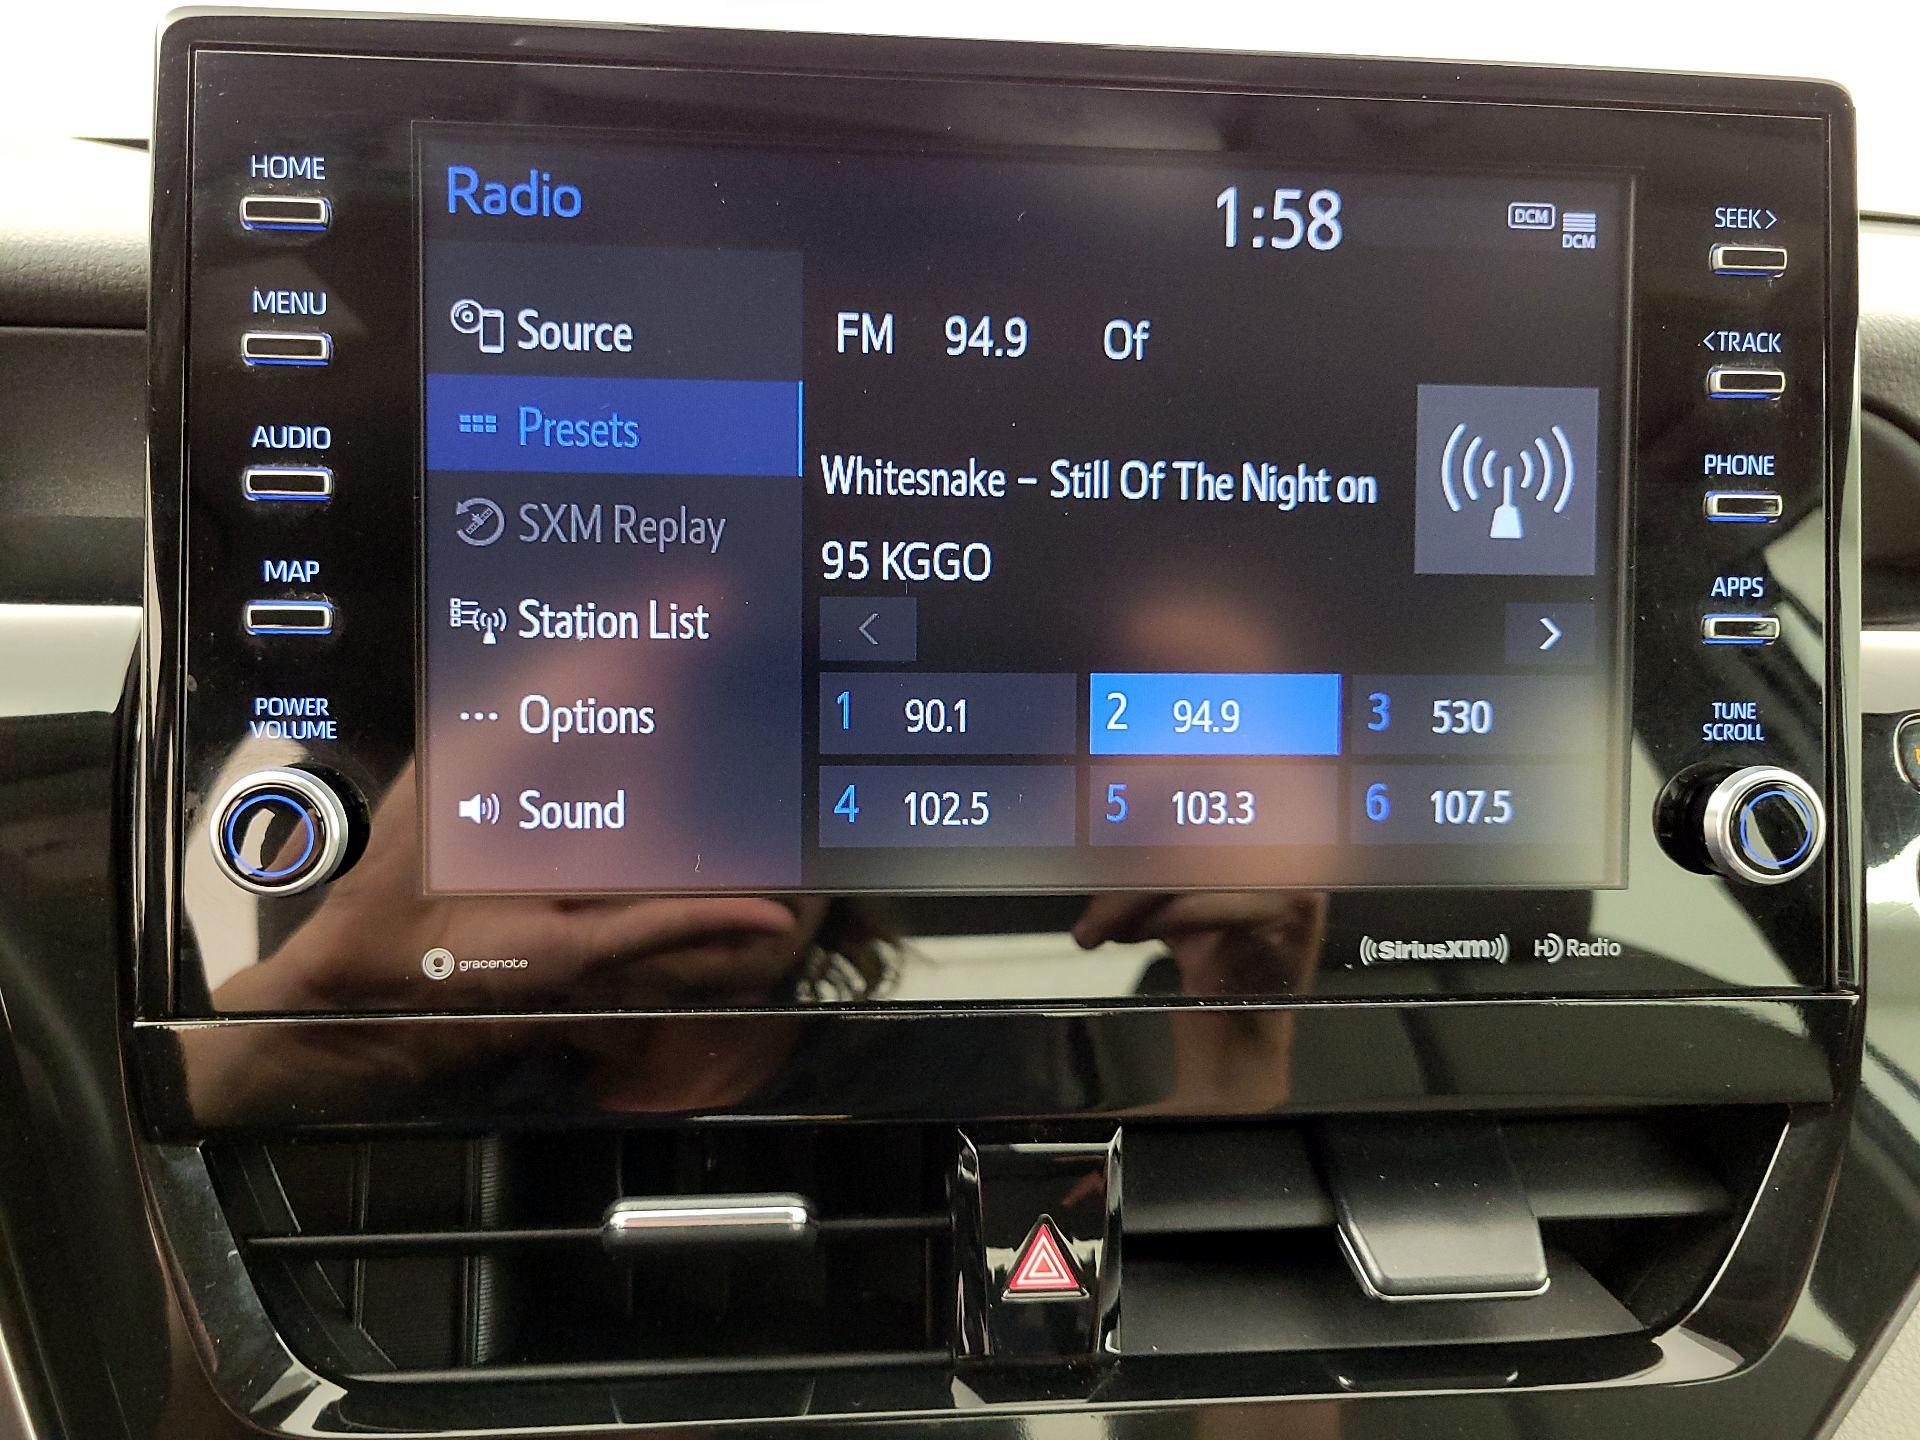 HOME
MENU
AUDIO
MAP
POWER
VOLUME
Radio
1:58
DCM
DCM
Source
Presets
SXM Replay
Station List
Options
Sound
FM 94.9 Of
Whitesnake – Still Of The Night on
95 KGGO
<
>
1 90.1
2 94.9
3 530
4 102.5
5 103.3
6 107.5
SEEK>
<TRACK
PHONE
APPS
TUNE
SCROLL
gracenote
((SiriusXM))
HD Radio